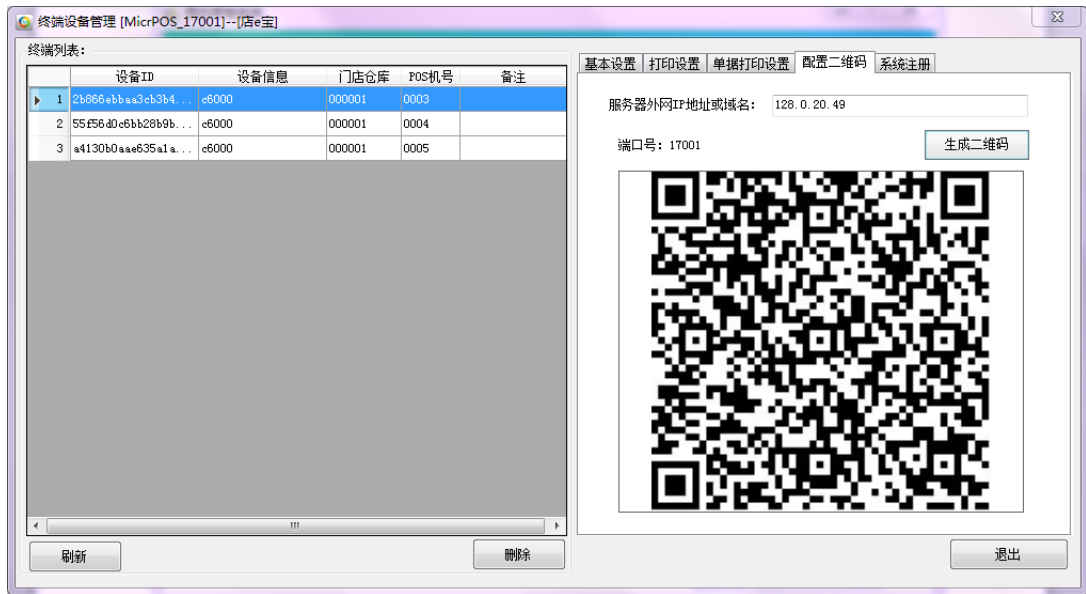 终端设备管理 [MicrPOS_17001]--[店e宝]
终端列表:
设备ID 设备信息 门店仓库 POS机号 备注
1 2b866ebbaa3cb3b4... c6000 000001 0003
2 55f56d0c6bb28b9b... c6000 000001 0004
3 a4130b0aae635a1a... c6000 000001 0005
刷新 删除
基本设置 打印设置 单据打印设置 配置二维码 系统注册
服务器外网IP地址或域名: 128.0.20.49
端口号: 17001 生成二维码
退出